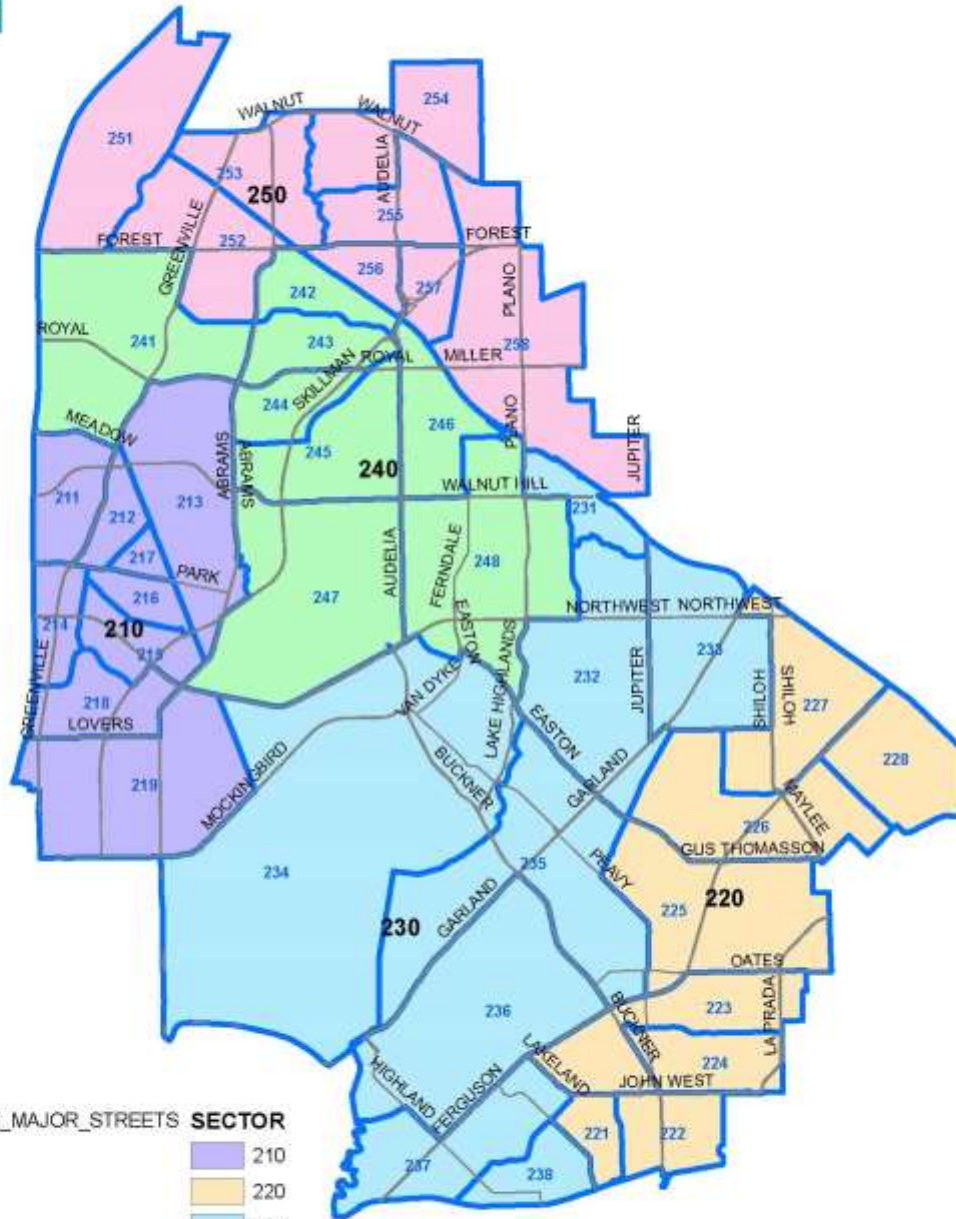 254
WALNUT
WALNUT
251
AUDELIA
253
250
255
GREENVILLE
FOREST
252
FOREST
256
257
242
PLANO
ROYAL
241
243
258
SKILLMAN
ROYAL
MILLER
244
MEADOW
246
PLANO
ABRAMS
ABRAMS
245
240
JUPITER
211
213
WALNUT HILL
212
231
217
PARK
AUDELIA
FERNDALE
248
216
247
EASTON
NORTHWEST
NORTHWEST
214
210
215
GREENVILLE
VAN DYKE
LAKE HIGHLANDS
232
JUPITER
233
SHILOH
SHILOH
218
227
LOVERS
EASTON
228
219
MOCKINGBIRD
BUCKNER
GARLAND
MAYLEE
226
GUS THOMASSON
234
235
PEAVY
GARLAND
220
225
230
OATES
236
BUCKNER
223
LA PRADA
LAKELAND
224
HIGHLAND
FERGUSON
JOHN WEST
221
222
237
238
_MAJOR_STREETS
SECTOR
210
220